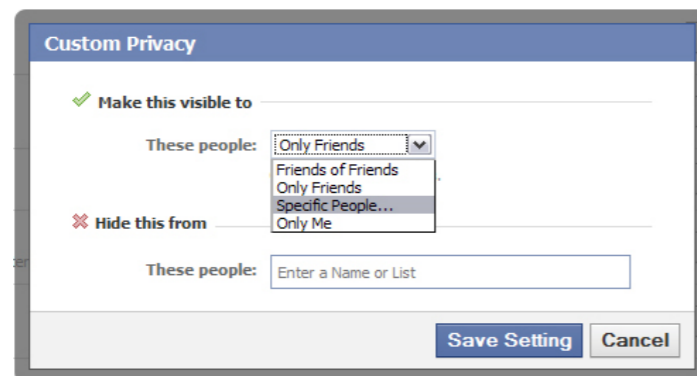 Custom Privacy
Make this visible to
These people: Only Friends
Friends of Friends
Only Friends
Specific People...
Only Me
Hide this from
These people: Enter a Name or List
Save Setting Cancel